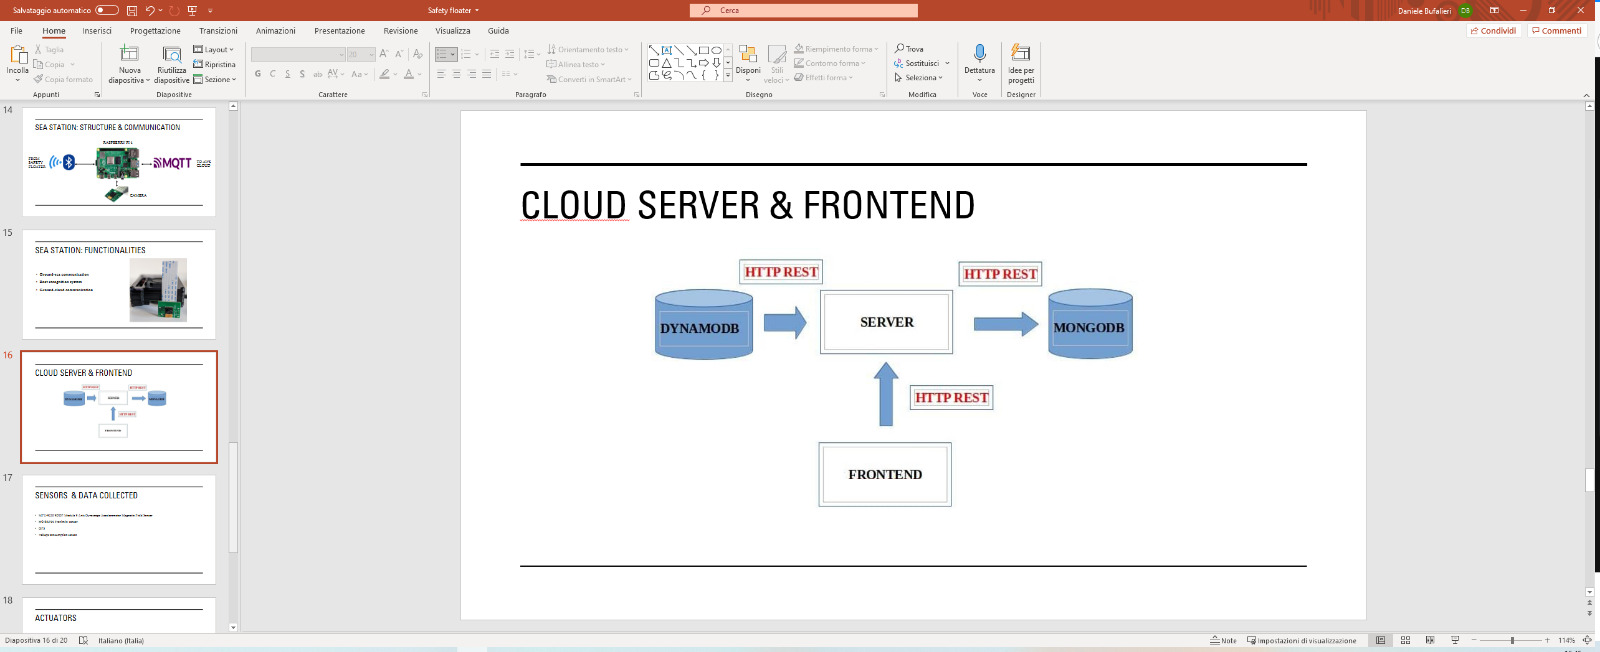 Salvataggio automatico
Safety floater
Cerca
Daniele Bufalieri
DB
File
Home
Inserisci
Progettazione
Transizioni
Animazioni
Presentazione
Revisione
Visualizza
Guida
Condividi
Commenti
Incolla
Taglia
Copia
Copia formato
Nuova diapositiva
Riutilizza diapositive
Layout
Ripristina
Sezione
Orientamento testo
Allinea testo
Converti in SmartArt
Disponi
Stili veloci
Riempimento forma
Contorno forma
Effetti forma
Trova
Sostituisci
Seleziona
Dettatura
Idee per progetti
Appunti
Diapositive
Carattere
Paragrafo
Disegno
Modifica
Voce
Designer
14
SEA STATION: STRUCTURE & COMMUNICATION
MQTT
CAMERA
15
SEA STATION: FUNCTIONALITIES
16
CLOUD SERVER & FRONTEND
17
SENSORS & DATA COLLECTED
18
ACTUATORS
CLOUD SERVER & FRONTEND
HTTP REST
HTTP REST
DYNAMODB
SERVER
MONGODB
HTTP REST
FRONTEND
Diapositiva 16 di 20
Italiano (Italia)
Note
Impostazioni di visualizzazione
114%